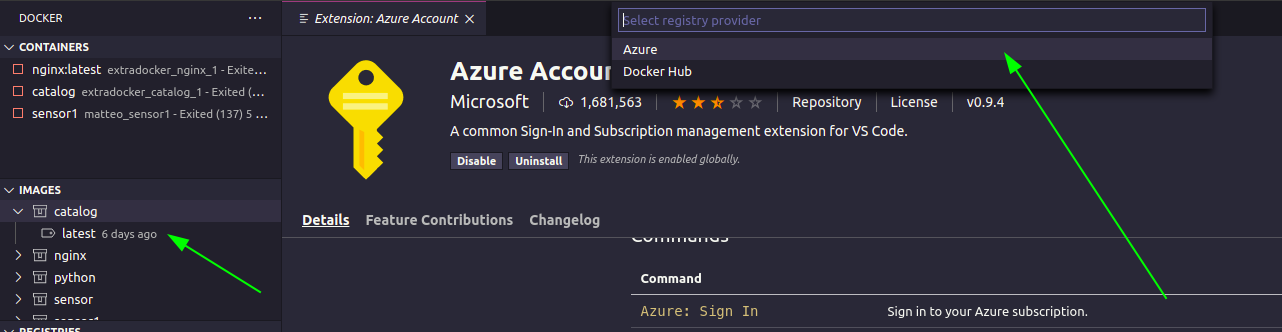 DOCKER ...
CONTAINERS
nginx:latest extradocker_nginx_1 - Exite...
catalog extradocker_catalog_1 - Exited (...
sensor1 matteo_sensor1 - Exited (137) 5 ...
IMAGES
catalog
latest 6 days ago
nginx
python
sensor
sensor1
REGISTRIES
Extension: Azure Account
Select registry provider
Azure
Docker Hub
Azure Accou
Microsoft 1,681,563 Repository License v0.9.4
A common Sign-In and Subscription management extension for VS Code.
Disable Uninstall This extension is enabled globally.
Details Feature Contributions Changelog
Commands
Command
Azure: Sign In Sign in to your Azure subscription.